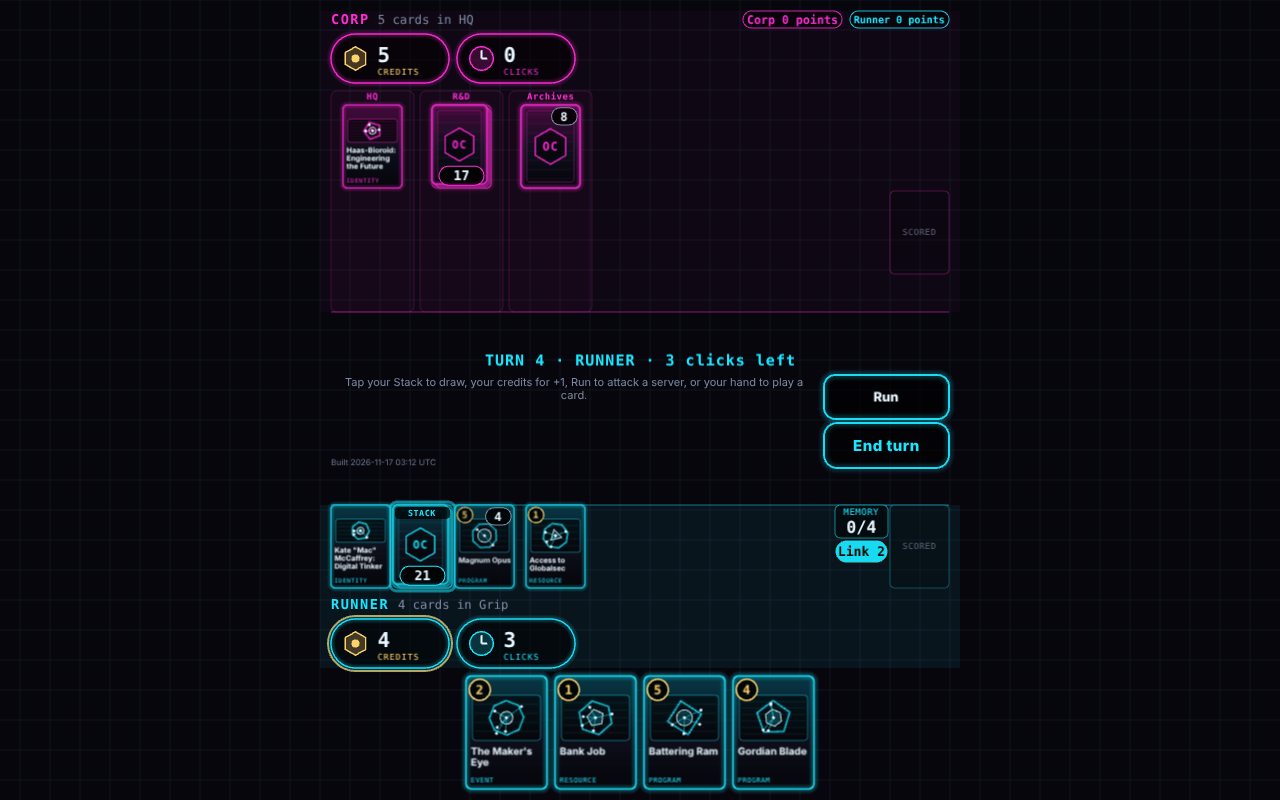 CORP 5 cards in HQ
Corp 0 points
Runner 0 points
5
CREDITS
0
CLICKS
HQ
R&D
Archives
Haas-Bioroid:
Engineering
the Future
IDENTITY
OC
17
8
OC
SCORED
TURN 4 · RUNNER · 3 clicks left
Tap your Stack to draw, your credits for +1, Run to attack a server, or your hand to play a
card.
Run
End turn
Built 2026-11-17 03:12 UTC
Kate "Mac"
McCaffrey:
Digital Tinker
IDENTITY
STACK
OC
21
5
4
Magnum Opus
PROGRAM
1
Access to
Globalsec
RESOURCE
MEMORY
0/4
Link 2
SCORED
RUNNER 4 cards in Grip
4
CREDITS
3
CLICKS
2
The Maker's
Eye
EVENT
1
Bank Job
RESOURCE
5
Battering Ram
PROGRAM
4
Gordian Blade
PROGRAM